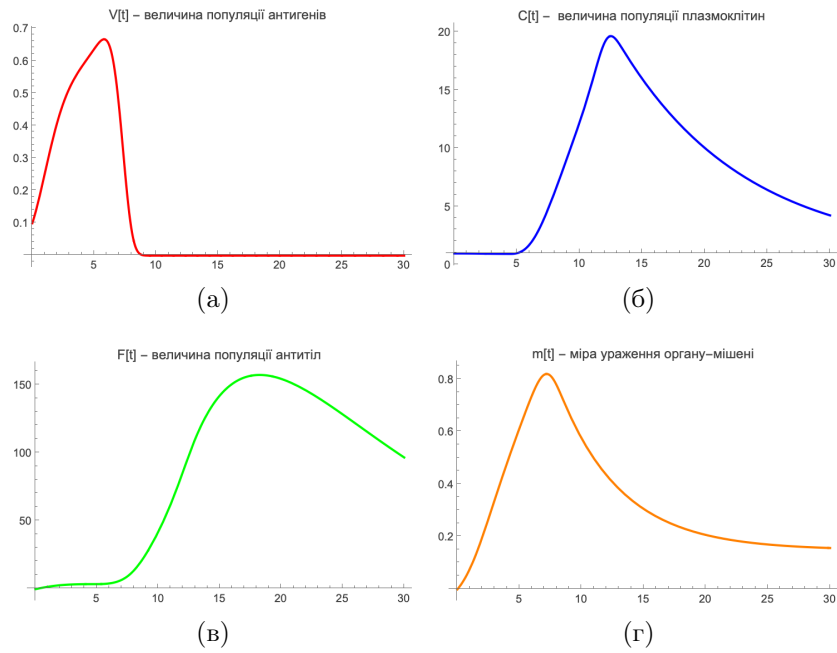 V[t] – величина популяції антигенів
0.7
0.6
0.5
0.4
0.3
0.2
0.1
5 10 15 20 25 30
(а)
C[t] – величина популяції плазмоклітин
20
15
10
5
0
0 5 10 15 20 25 30
(б)
F[t] – величина популяції антитіл
150
100
50
5 10 15 20 25 30
(в)
m[t] – міра ураження органу–мішені
0.8
0.6
0.4
0.2
5 10 15 20 25 30
(г)